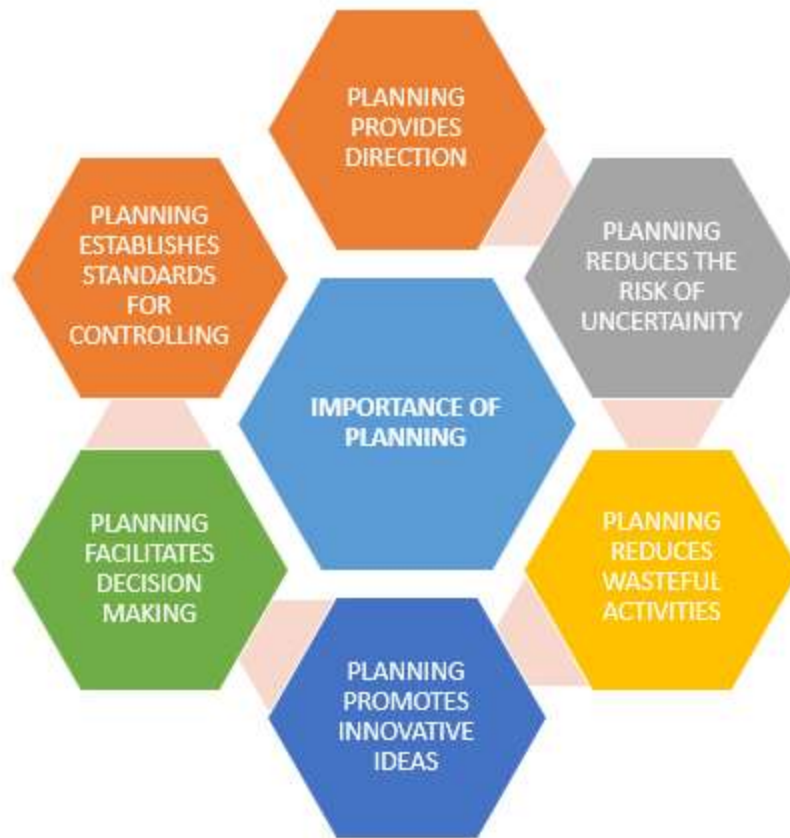 PLANNING
PROVIDES
DIRECTION
PLANNING
REDUCES THE
RISK OF
UNCERTAINITY
PLANNING
REDUCES
WASTEFUL
ACTIVITIES
PLANNING
PROMOTES
INNOVATIVE
IDEAS
PLANNING
FACILITATES
DECISION
MAKING
PLANNING
ESTABLISHES
STANDARDS
FOR
CONTROLLING
IMPORTANCE OF
PLANNING